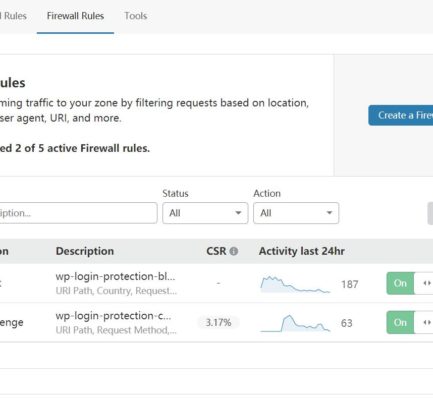 Rules Firewall Rules Tools
ules
ming traffic to your zone by filtering requests based on location,
ser agent, URI, and more.
ed 2 of 5 active Firewall rules.
Create a Fire
Status Action
iption... All All
on Description CSR Activity last 24hr
wp-login-protection-bl... - 187 On
URI Path, Country, Request...
enge wp-login-protection-c... 3.17% 63 On
URI Path, Request Method,...